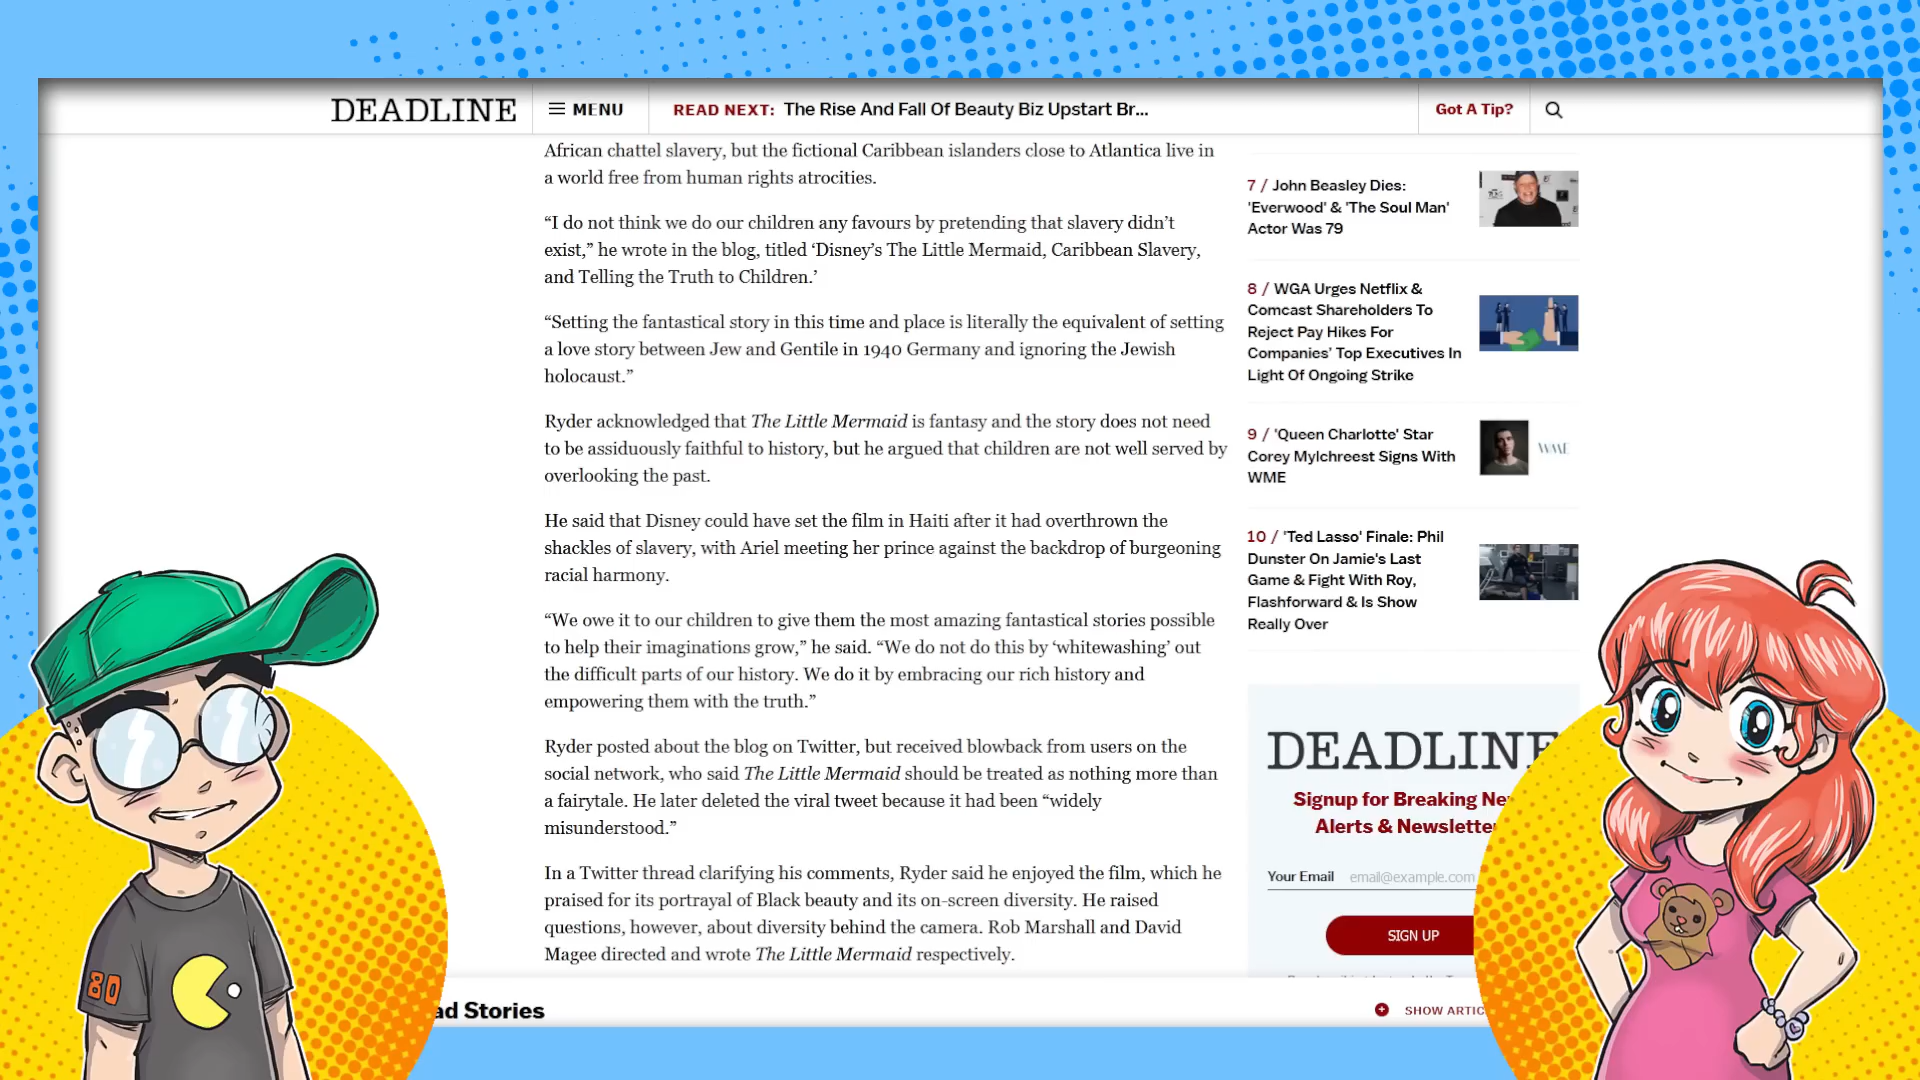 DEADLINE
MENU
READ NEXT: The Rise And Fall Of Beauty Biz Upstart Br...
Got A Tip?
African chattel slavery, but the fictional Caribbean islanders close to Atlantica live in
a world free from human rights atrocities.
“I do not think we do our children any favours by pretending that slavery didn’t
exist,” he wrote in the blog, titled ‘Disney’s The Little Mermaid, Caribbean Slavery,
and Telling the Truth to Children.’
“Setting the fantastical story in this time and place is literally the equivalent of setting
a love story between Jew and Gentile in 1940 Germany and ignoring the Jewish
holocaust.”
Ryder acknowledged that The Little Mermaid is fantasy and the story does not need
to be assiduously faithful to history, but he argued that children are not well served by
overlooking the past.
He said that Disney could have set the film in Haiti after it had overthrown the
shackles of slavery, with Ariel meeting her prince against the backdrop of burgeoning
racial harmony.
“We owe it to our children to give them the most amazing fantastical stories possible
to help their imaginations grow,” he said. “We do not do this by ‘whitewashing’ out
the difficult parts of our history. We do it by embracing our rich history and
empowering them with the truth.”
Ryder posted about the blog on Twitter, but received blowback from users on the
social network, who said The Little Mermaid should be treated as nothing more than
a fairytale. He later deleted the viral tweet because it had been “widely
misunderstood.”
In a Twitter thread clarifying his comments, Ryder said he enjoyed the film, which he
praised for its portrayal of Black beauty and its on-screen diversity. He raised
questions, however, about diversity behind the camera. Rob Marshall and David
Magee directed and wrote The Little Mermaid respectively.
7 / John Beasley Dies:
'Everwood' & 'The Soul Man'
Actor Was 79
8 / WGA Urges Netflix &
Comcast Shareholders To
Reject Pay Hikes For
Companies' Top Executives In
Light Of Ongoing Strike
9 / 'Queen Charlotte' Star
Corey Mylchreest Signs With
WME
WME
10 / 'Ted Lasso' Finale: Phil
Dunster On Jamie's Last
Game & Fight With Roy,
Flashforward & Is Show
Really Over
DEADLINE
Signup for Breaking Ne
Alerts & Newslette
Your Email email@example.com
SIGN UP
ad Stories
SHOW ARTIC
80